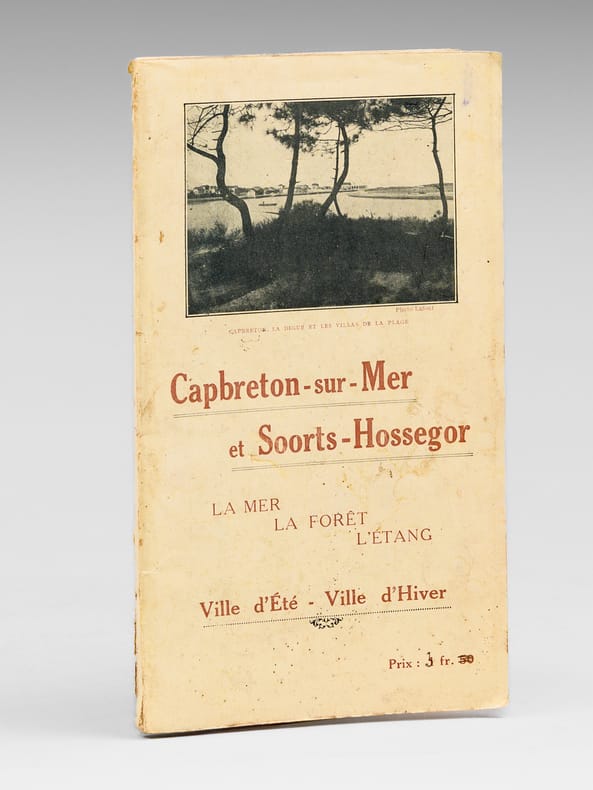 Photo Lafont
CAPBRETON, LA DIGUE ET LES VILLAS DE LA PLAGE
Capbreton-sur-Mer
et Soorts-Hossegor
LA MER
LA FORÊT
L'ÉTANG
Ville d'Été - Ville d'Hiver
Prix : fr. 50